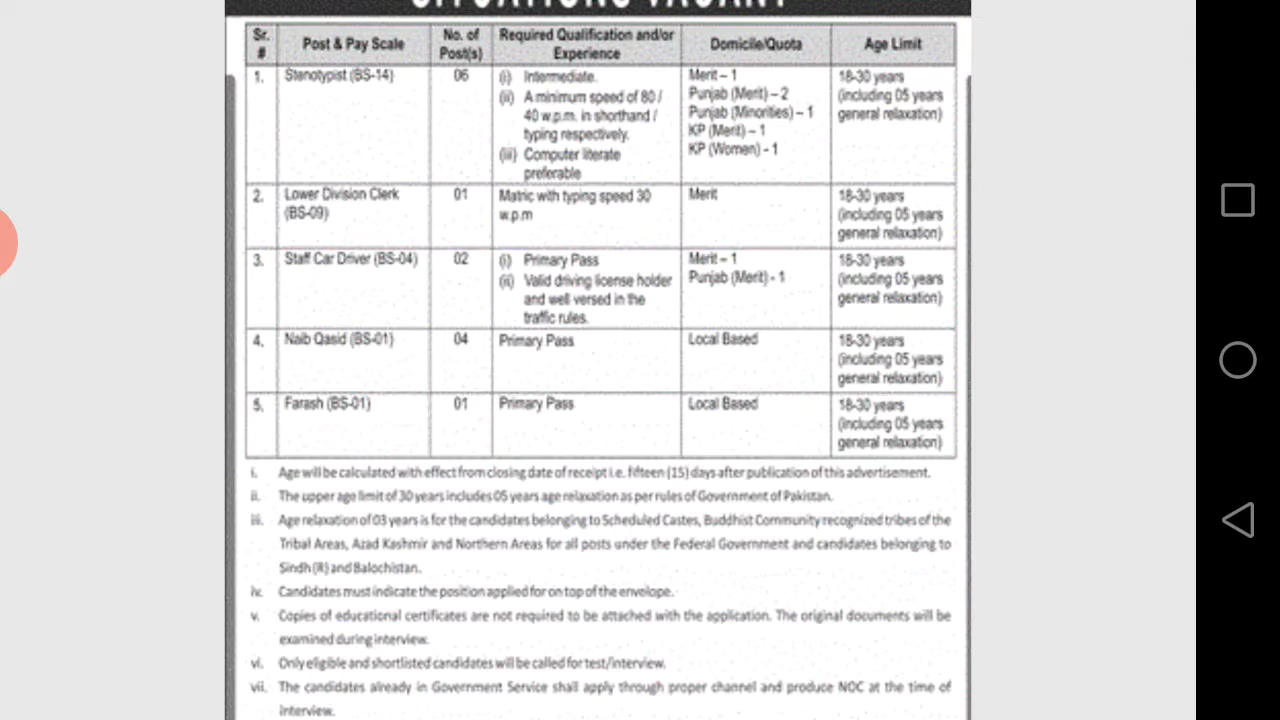 SITUATIONS VACANT
Sr. # Post & Pay Scale No. of Post(s) Required Qualification and/or Experience Domicile/Quota Age Limit
1. Stenotypist (BS-14) 06 (i) Intermediate. Merit – 1 18-30 years
(ii) A minimum speed of 80 / Punjab (Merit) – 2 (including 05 years
40 w.p.m. in shorthand / Punjab (Minorities) – 1 general relaxation)
typing respectively. KP (Merit) – 1
(iii) Computer literate KP (Women) - 1
preferable
2. Lower Division Clerk 01 Matric with typing speed 30 Merit 18-30 years
(BS-09) w.p.m (including 05 years
general relaxation)
3. Staff Car Driver (BS-04) 02 (i) Primary Pass Merit – 1 18-30 years
(ii) Valid driving license holder Punjab (Merit) - 1 (including 05 years
and well versed in the general relaxation)
traffic rules.
4. Naib Qasid (BS-01) 04 Primary Pass Local Based 18-30 years
(including 05 years
general relaxation)
5. Farash (BS-01) 01 Primary Pass Local Based 18-30 years
(including 05 years
general relaxation)
i. Age will be calculated with effect from closing date of receipt i.e. fifteen (15) days after publication of this advertisement.
ii. The upper age limit of 30 years includes 05 years age relaxation as per rules of Government of Pakistan.
iii. Age relaxation of 03 years is for the candidates belonging to Scheduled Castes, Buddhist Community recognized tribes of the
Tribal Areas, Azad Kashmir and Northern Areas for all posts under the Federal Government and candidates belonging to
Sindh (R) and Balochistan.
iv. Candidates must indicate the position applied for on top of the envelope.
v. Copies of educational certificates are not required to be attached with the application. The original documents will be
examined during interview.
vi. Only eligible and shortlisted candidates will be called for test/interview.
vii. The candidates already in Government Service shall apply through proper channel and produce NOC at the time of
interview.